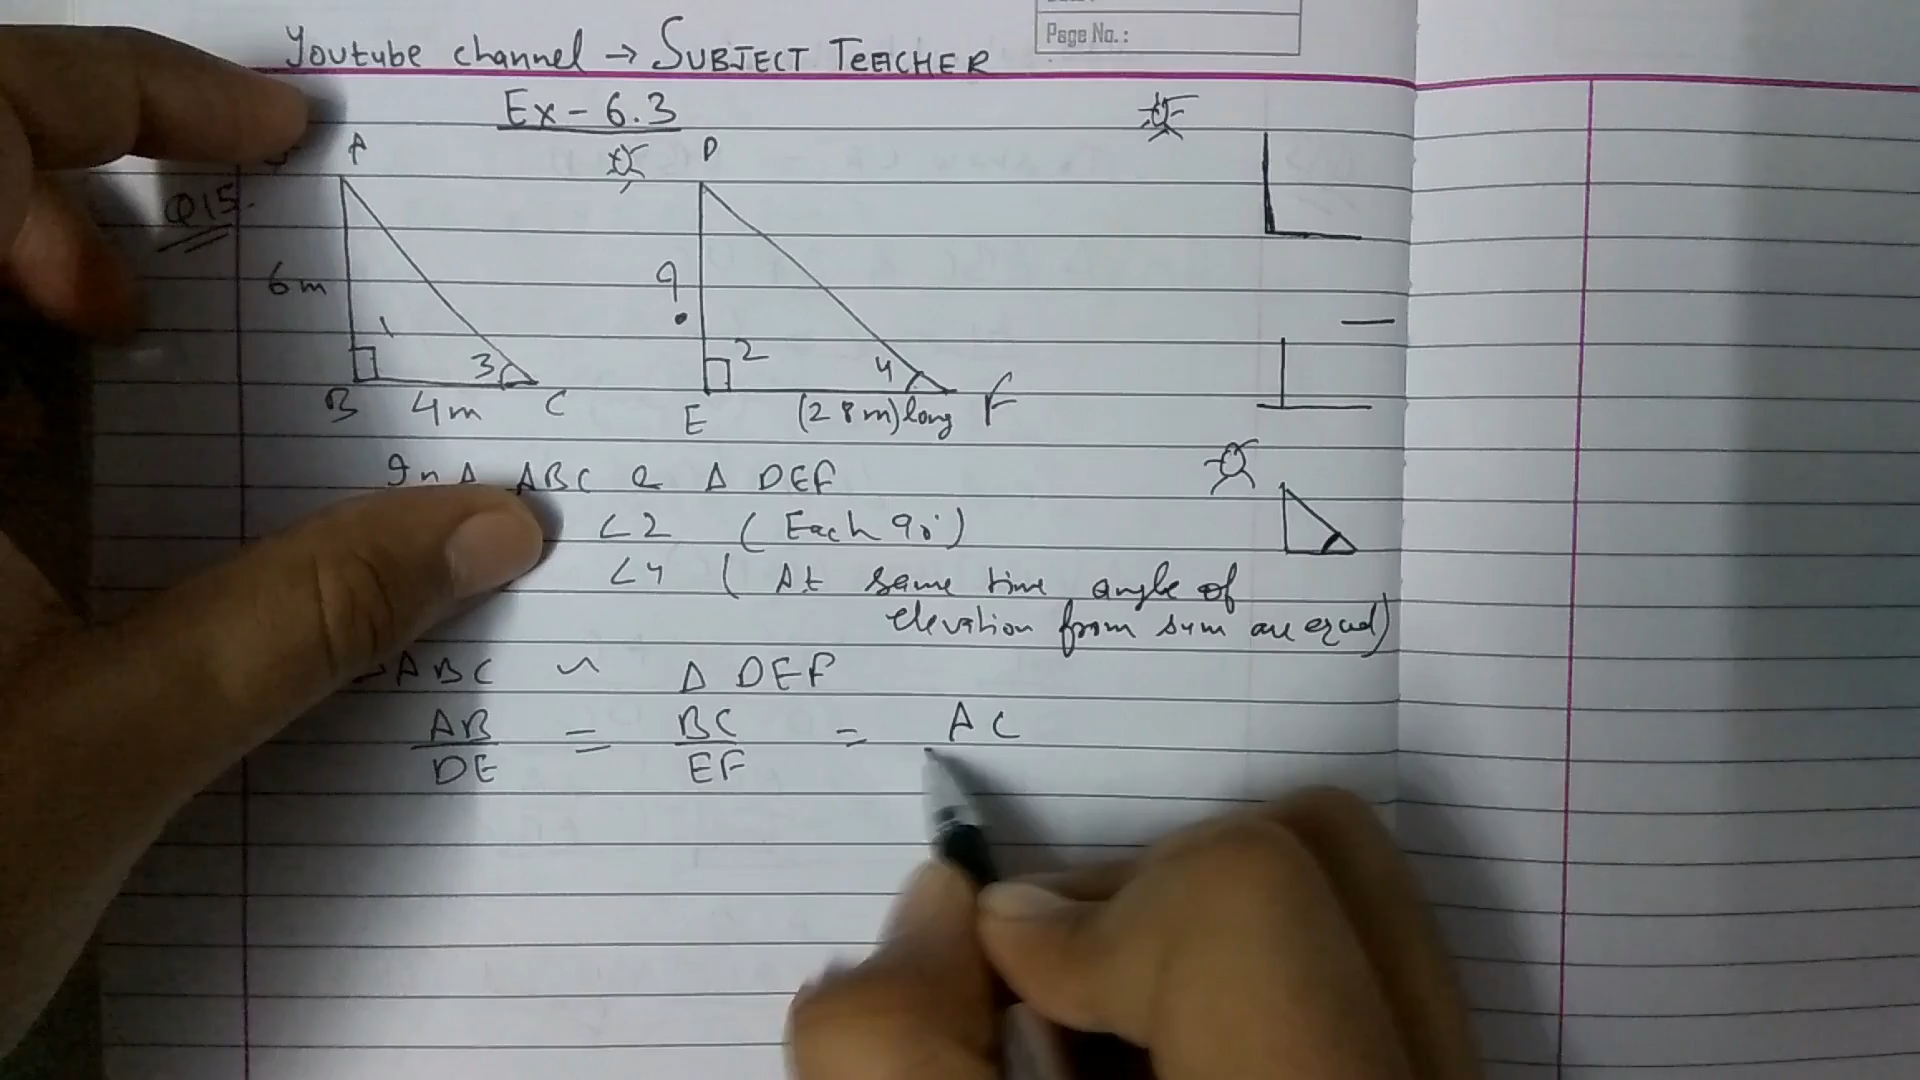 Youtube channel → SUBJECT TEACHER
Page No. :
Ex - 6.3
Q15.
A
D
6m
1
3
B
4m
C
?
2
4
E
(28m) long
F
In Δ ABC & Δ DEF
∠2 (Each 90°)
∠4 (At same time angle of
elevation from sum are equal)
ABC ~ Δ DEF
AB/DE = BC/EF = AC